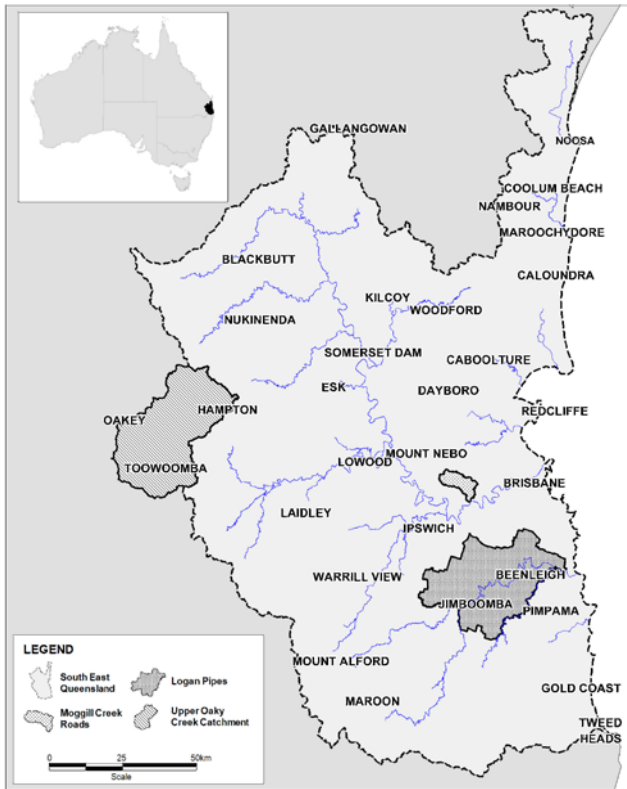 GALLANGOWAN
NOOSA
COOLUM BEACH
NAMBOUR
MAROOCHYDORE
BLACKBUTT
CALOUNDRA
KILCOY
WOODFORD
NUKINENDA
SOMERSET DAM
CABOOLTURE
ESK
DAYBORO
HAMPTON
OAKEY
REDCLIFFE
MOUNT NEBO
LOWOOD
TOOWOOMBA
BRISBANE
LAIDLEY
IPSWICH
WARRILL VIEW
BEENLEIGH
JIMBOOMBA
PIMPAMA
MOUNT ALFORD
MAROON
GOLD COAST
TWEED
HEADS
LEGEND
South East
Queensland
Logan Pipes
Moggill Creek
Roads
Upper Oaky
Creek Catchment
0 25 50km
Scale